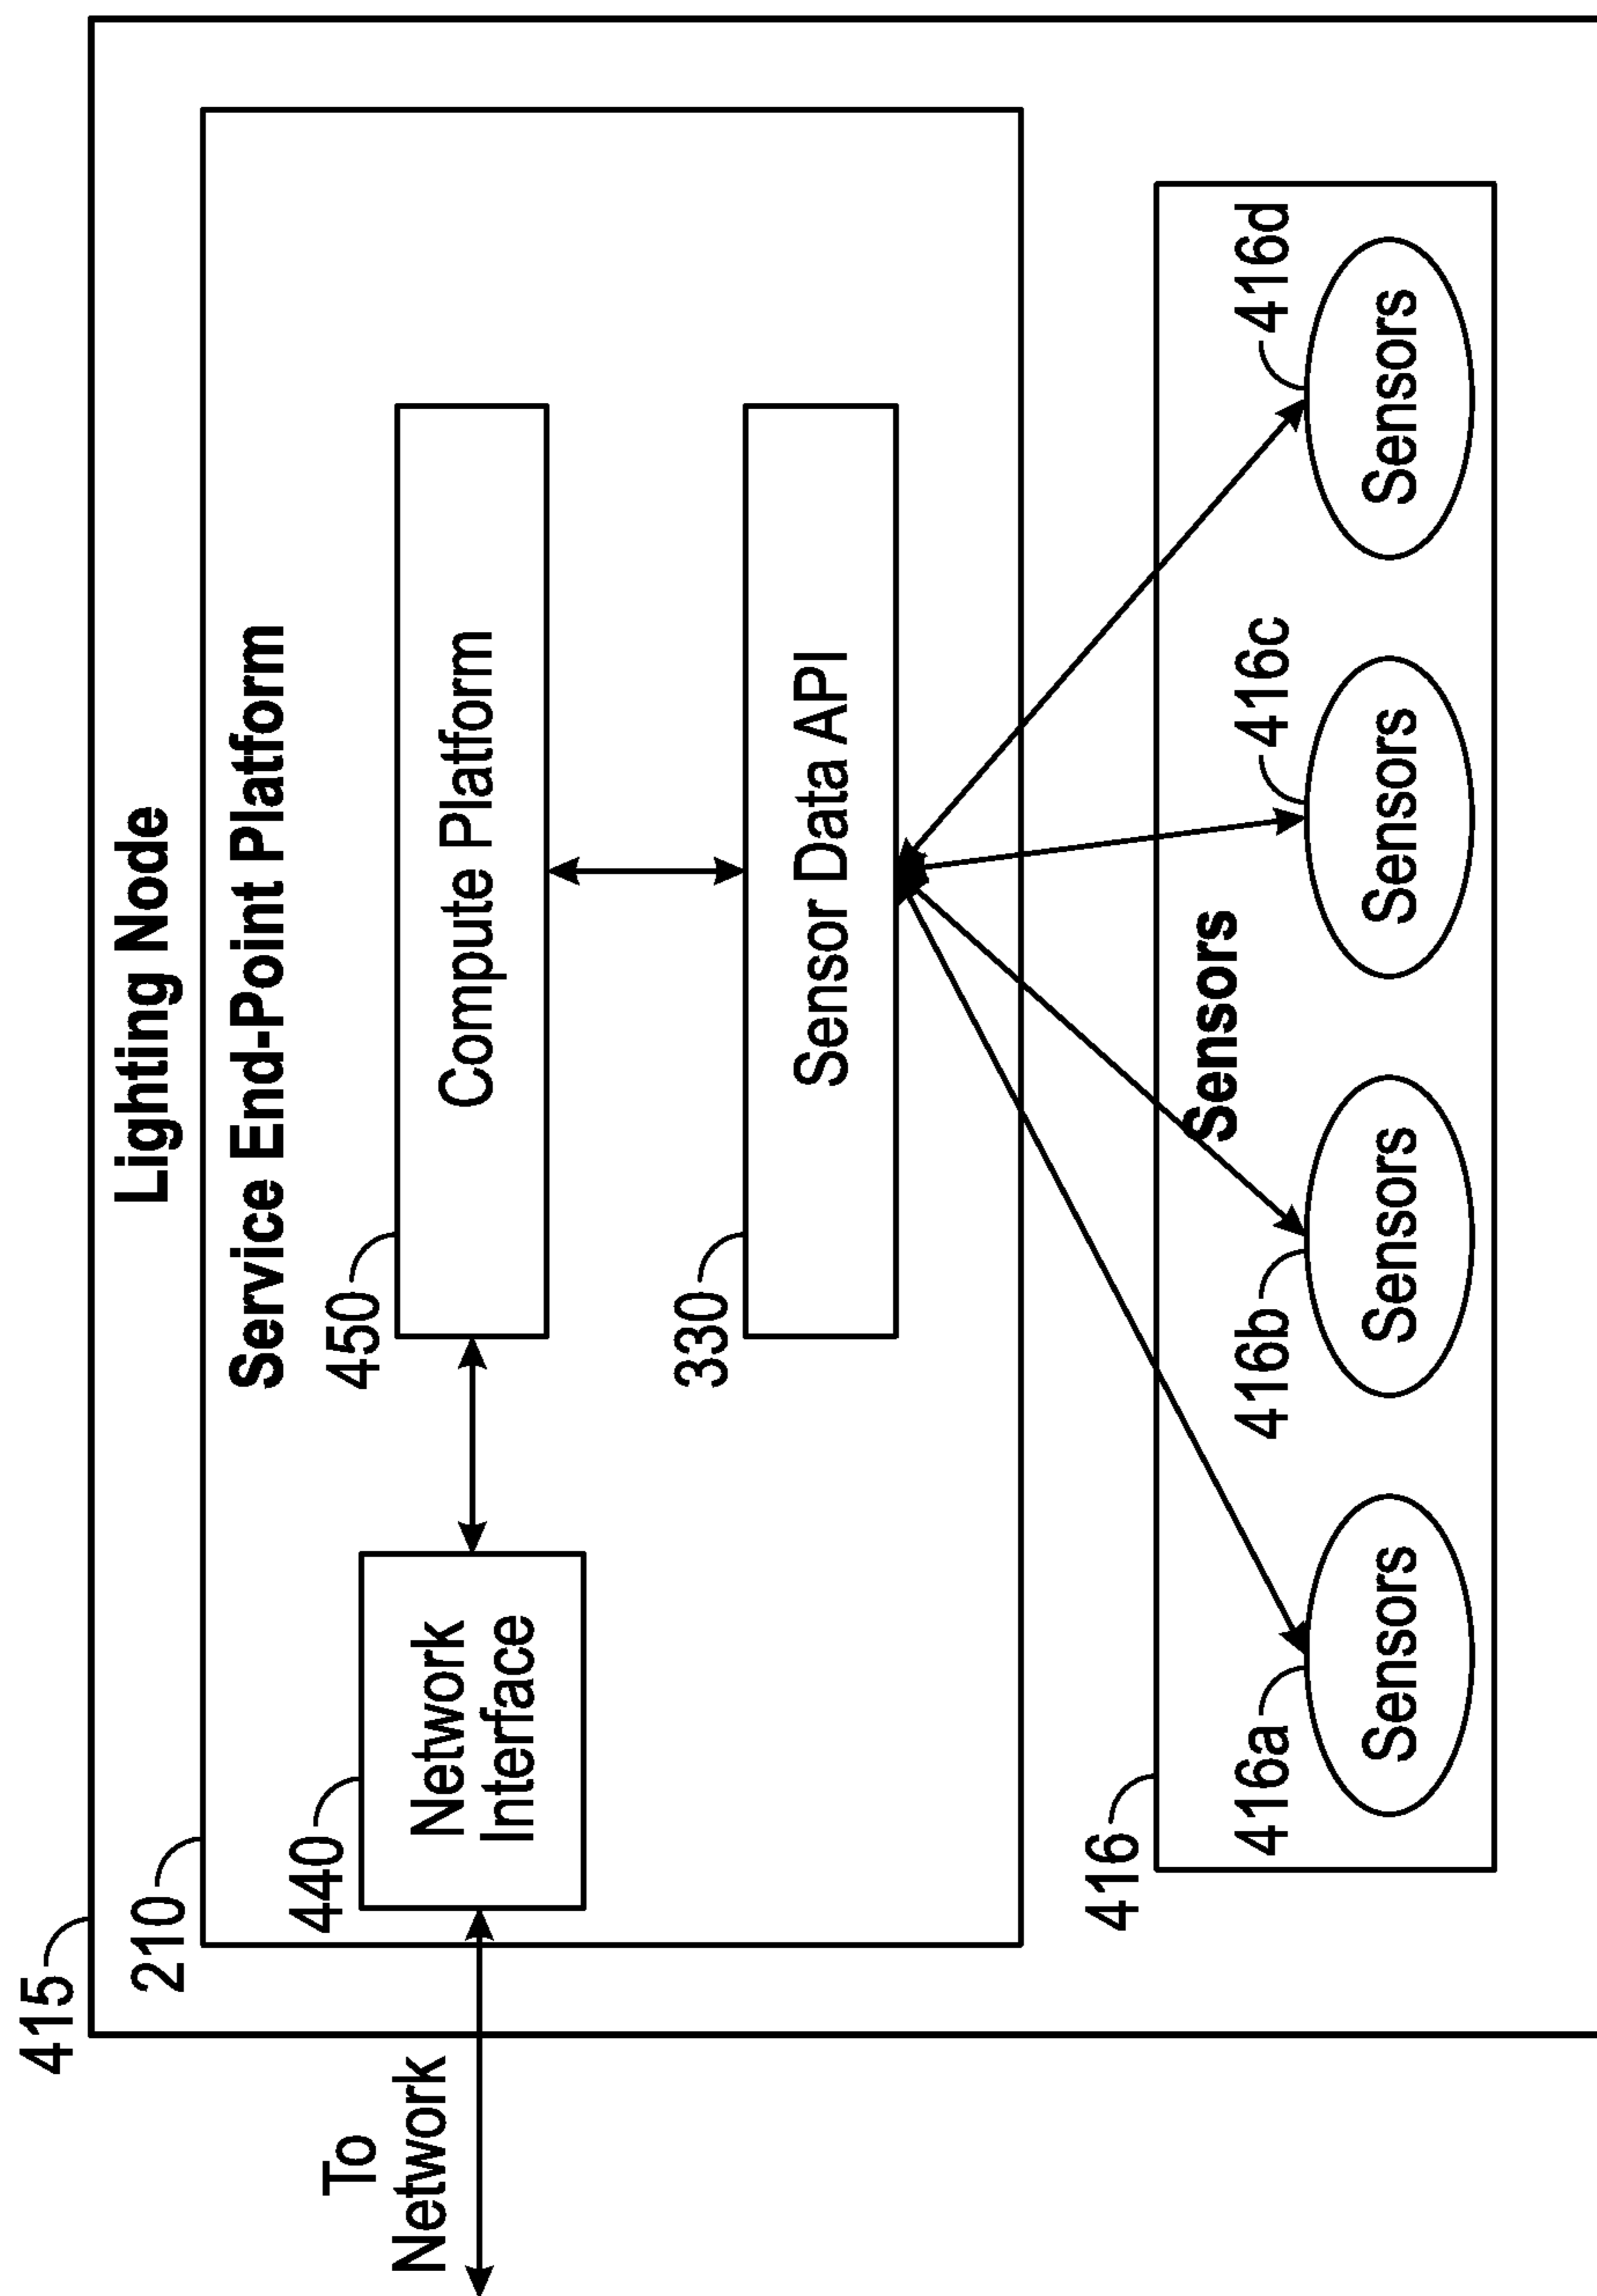 415
Lighting Node
210
Service End-Point Platform
450
Compute Platform
440
Network
Interface
To
Network
330
Sensor Data API
416
Sensors
416a
416b
416c
416d
Sensors
Sensors
Sensors
Sensors